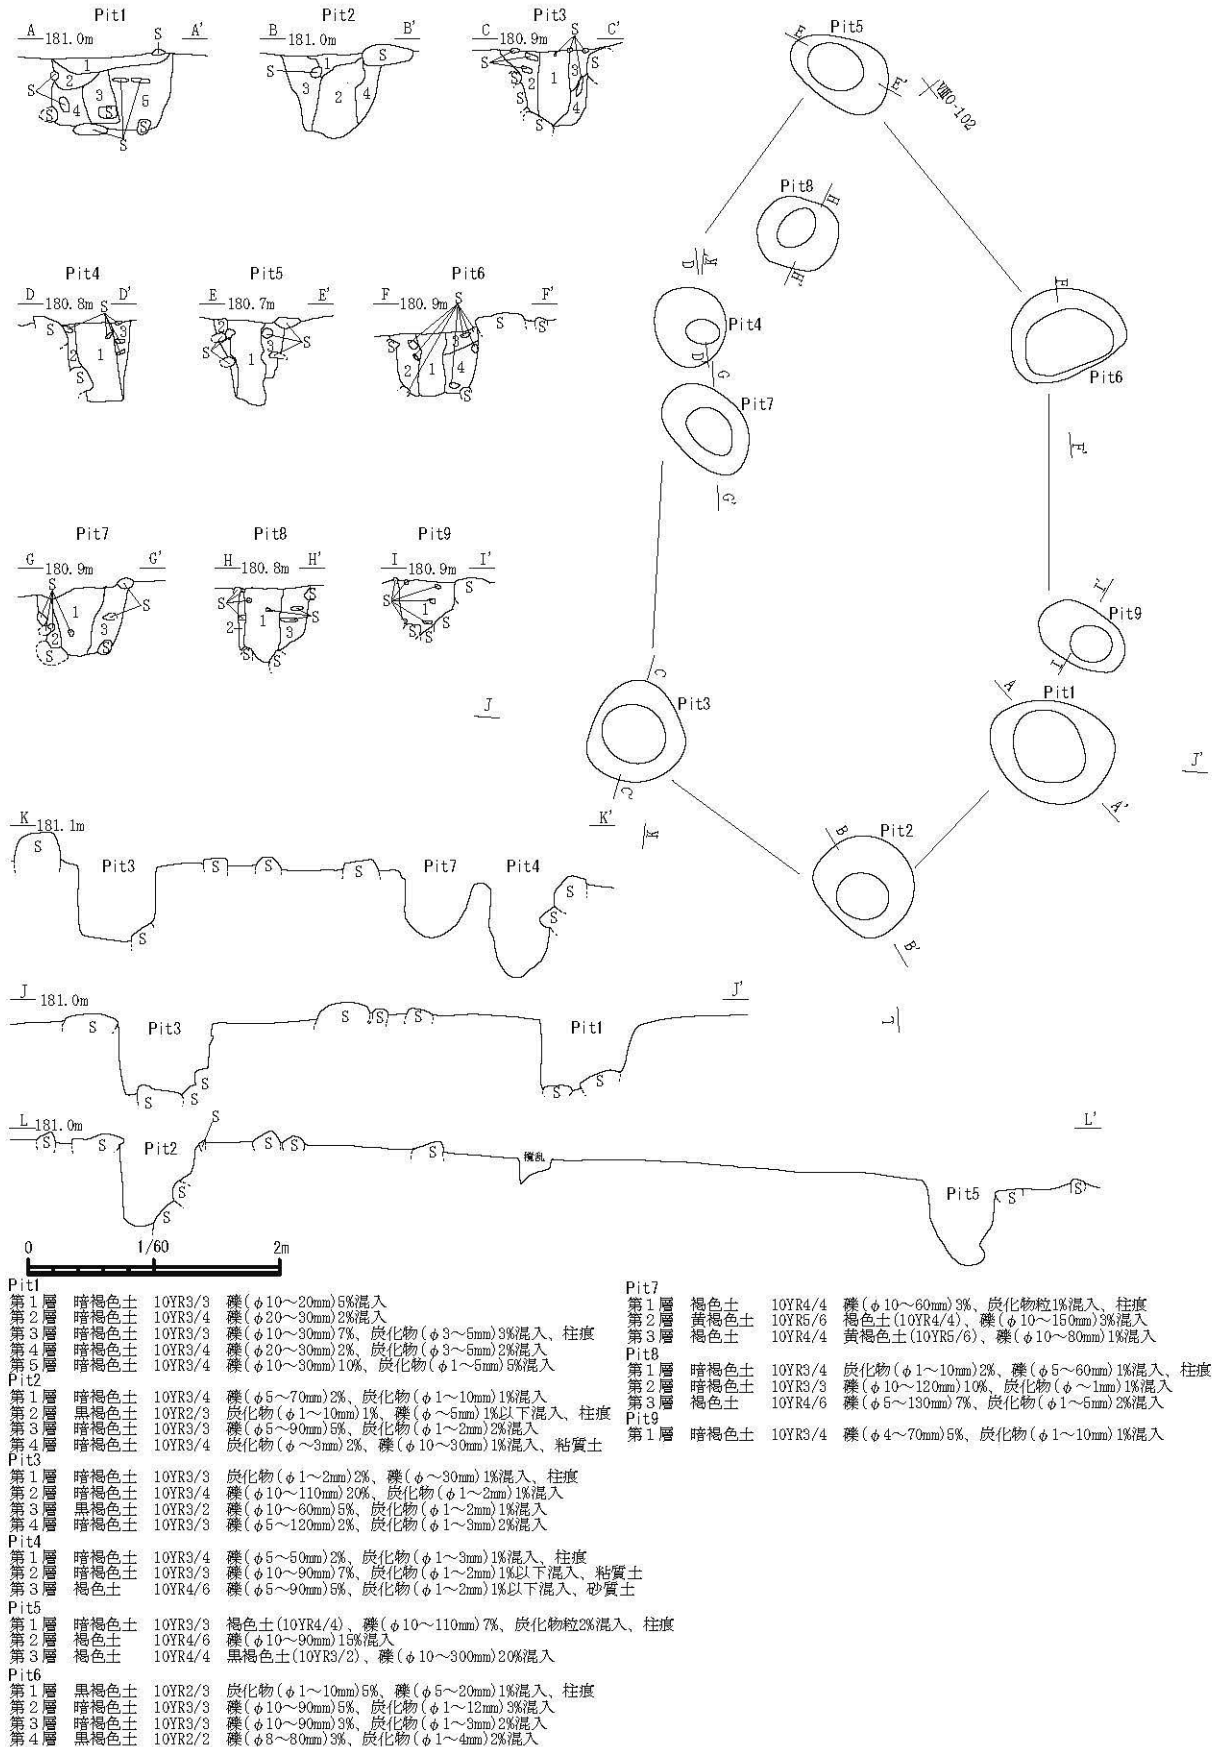 Pit1
A 181.0m A'
S
1
2
3
4
5
S
S
S
S
S
Pit2
B 181.0m B'
S
1
S
2
3
4
Pit3
C 180.9m C'
S
S
1
2
3
4
S
S
Pit4
D 180.8m D'
S
S
1
2
3
S
Pit5
E 180.7m E'
1
2
3
S
S
Pit6
F 180.9m F'
S
S
S
1
2
3
4
S
S
Pit7
G 180.9m G'
S
1
2
3
S
S
S
Pit8
H 180.8m H'
S
S
1
2
3
S
S
S
Pit9
I 180.9m I'
S
S
1
S
S
S
Pit5
E
E'
ⅧO-102
Pit8
H
H'
K'
D
Pit4
D'
G
Pit7
G'
F
Pit6
F'
I'
Pit9
I
A
Pit1
A'
J
J'
C
Pit3
C'
K
B
Pit2
B'
L
K 181.1m K'
S
Pit3
S
S
S
S
Pit7
Pit4
S
S
J 181.0m J'
S
Pit3
S
S
S
S
S
S
Pit1
S
S
L 181.0m L'
S
S
Pit2
S
S
S
S
S
S
S
攪乱
Pit5
S
S
0 1/60 2m
Pit1
第1層 暗褐色土 10YR3/3 礫(φ10～20mm)5%混入
第2層 暗褐色土 10YR3/4 礫(φ20～30mm)2%混入
第3層 暗褐色土 10YR3/3 礫(φ10～30mm)7%、炭化物(φ3～5mm)3%混入、柱痕
第4層 暗褐色土 10YR3/4 礫(φ20～30mm)2%、炭化物(φ3～5mm)2%混入
第5層 暗褐色土 10YR3/4 礫(φ10～30mm)10%、炭化物(φ1～5mm)5%混入
Pit2
第1層 暗褐色土 10YR3/4 礫(φ5～70mm)2%、炭化物(φ1～10mm)1%混入
第2層 黒褐色土 10YR2/3 炭化物(φ1～10mm)1%、礫(φ～5mm)1%以下混入、柱痕
第3層 暗褐色土 10YR3/3 礫(φ5～90mm)5%、炭化物(φ1～2mm)2%混入
第4層 暗褐色土 10YR3/4 炭化物(φ～3mm)2%、礫(φ10～30mm)1%混入、粘質土
Pit3
第1層 暗褐色土 10YR3/3 炭化物(φ1～2mm)2%、礫(φ～30mm)1%混入、柱痕
第2層 暗褐色土 10YR3/4 礫(φ10～110mm)20%、炭化物(φ1～2mm)1%混入
第3層 黒褐色土 10YR3/2 礫(φ10～60mm)5%、炭化物(φ1～2mm)1%混入
第4層 暗褐色土 10YR3/3 礫(φ5～120mm)2%、炭化物(φ1～3mm)2%混入
Pit4
第1層 暗褐色土 10YR3/4 礫(φ5～50mm)2%、炭化物(φ1～3mm)1%混入、柱痕
第2層 暗褐色土 10YR3/3 礫(φ10～90mm)7%、炭化物(φ1～2mm)1%以下混入、粘質土
第3層 褐色土 10YR4/6 礫(φ5～90mm)5%、炭化物(φ1～2mm)1%以下混入、砂質土
Pit5
第1層 暗褐色土 10YR3/3 褐色土(10YR4/4)、礫(φ10～110mm)7%、炭化物粒2%混入、柱痕
第2層 褐色土 10YR4/6 礫(φ10～90mm)15%混入
第3層 褐色土 10YR4/4 黒褐色土(10YR3/2)、礫(φ10～300mm)20%混入
Pit6
第1層 黒褐色土 10YR2/3 炭化物(φ1～10mm)5%、礫(φ5～20mm)1%混入、柱痕
第2層 暗褐色土 10YR3/3 礫(φ10～90mm)5%、炭化物(φ1～12mm)3%混入
第3層 暗褐色土 10YR3/3 礫(φ10～90mm)3%、炭化物(φ1～3mm)2%混入
第4層 黒褐色土 10YR2/2 礫(φ8～80mm)3%、炭化物(φ1～4mm)2%混入
Pit7
第1層 褐色土 10YR4/4 礫(φ10～60mm)3%、炭化物粒1%混入、柱痕
第2層 黄褐色土 10YR5/6 褐色土(10YR4/4)、礫(φ10～150mm)3%混入
第3層 褐色土 10YR4/4 黄褐色土(10YR5/6)、礫(φ10～80mm)1%混入
Pit8
第1層 暗褐色土 10YR3/4 炭化物(φ1～10mm)2%、礫(φ5～60mm)1%混入、柱痕
第2層 暗褐色土 10YR3/3 礫(φ10～120mm)10%、炭化物(φ～1mm)1%混入
第3層 褐色土 10YR4/6 礫(φ5～130mm)7%、炭化物(φ1～5mm)2%混入
Pit9
第1層 暗褐色土 10YR3/4 礫(φ4～70mm)5%、炭化物(φ1～10mm)1%混入